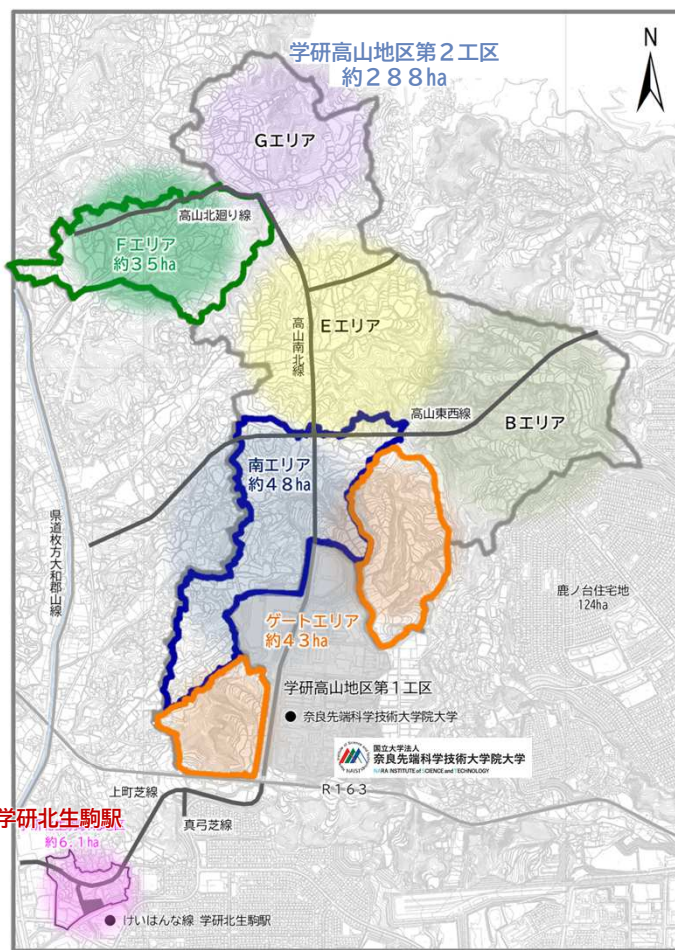 学研高山地区第2工区
約288ha
N
Gエリア
高山北廻り線
Fエリア
約35ha
高山南北線
Eエリア
高山東西線
Bエリア
南エリア
約48ha
県道枚方大和郡山線
鹿ノ台住宅地
124ha
ゲートエリア
約43ha
学研高山地区第1工区
奈良先端科学技術大学院大学
国立大学法人
奈良先端科学技術大学院大学
NARA INSTITUTE of SCIENCE and TECHNOLOGY
NAIST
R163
上町芝線
真弓芝線
学研北生駒駅
約6.1ha
けいはんな線 学研北生駒駅